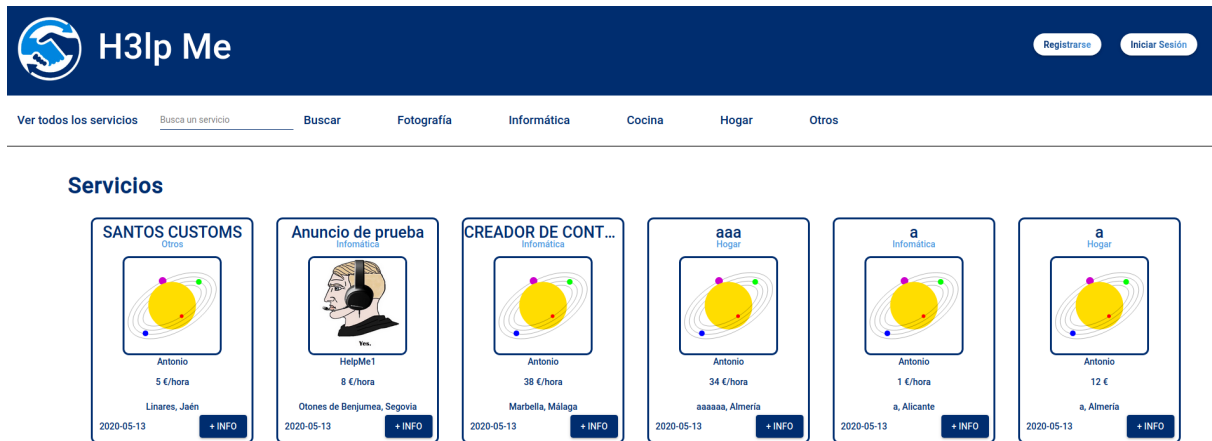 H3lp Me
Registrarse
Iniciar Sesión
Ver todos los servicios
Busca un servicio
Buscar
Fotografía
Informática
Cocina
Hogar
Otros
Servicios
SANTOS CUSTOMS
Otros
Antonio
5 €/hora
Linares, Jaén
2020-05-13
+ INFO
Anuncio de prueba
Infomática
Yes.
HelpMe1
8 €/hora
Otones de Benjumea, Segovia
2020-05-13
+ INFO
CREADOR DE CONT...
Infomática
Antonio
38 €/hora
Marbella, Málaga
2020-05-13
+ INFO
aaa
Hogar
Antonio
34 €/hora
aaaaaa, Almería
2020-05-13
+ INFO
a
Infomática
Antonio
1 €/hora
a, Alicante
2020-05-13
+ INFO
a
Hogar
Antonio
12 €
a, Almería
2020-05-13
+ INFO